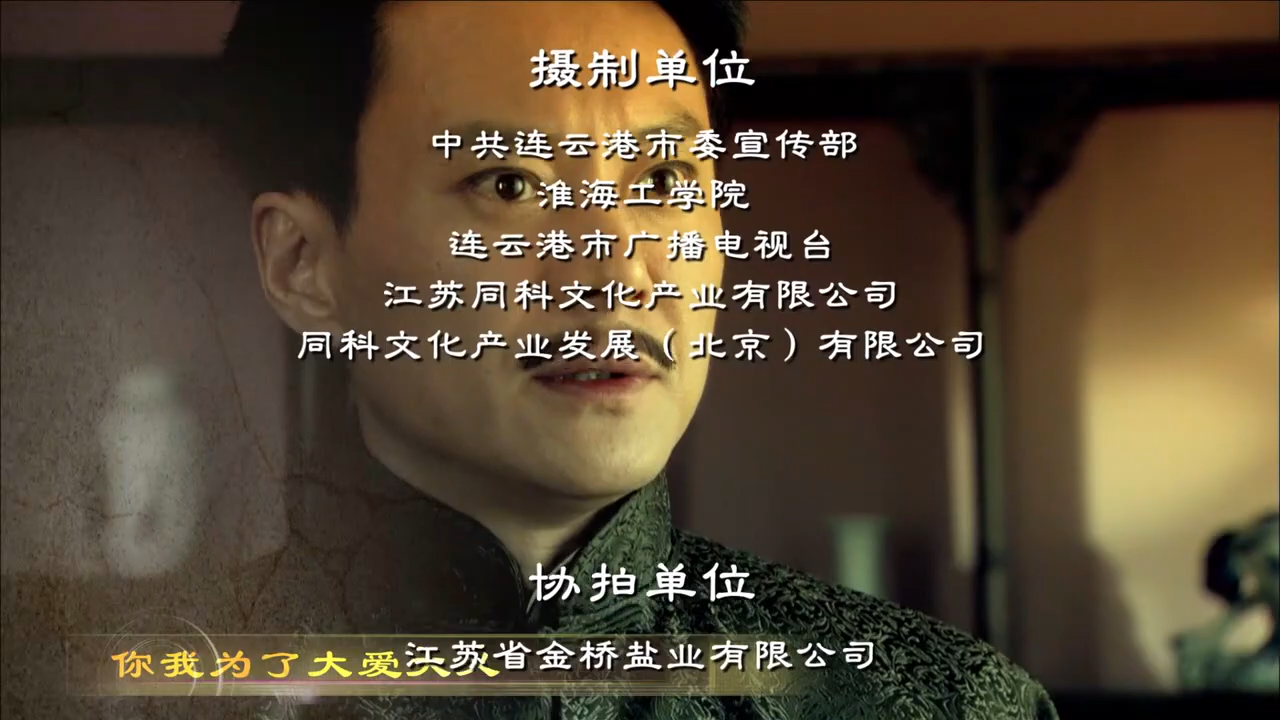 摄制单位
中共连云港市委宣传部
淮海工学院
连云港市广播电视台
江苏同科文化产业有限公司
同科文化产业发展（北京）有限公司
协拍单位
江苏省金桥盐业有限公司
你我为了大爱